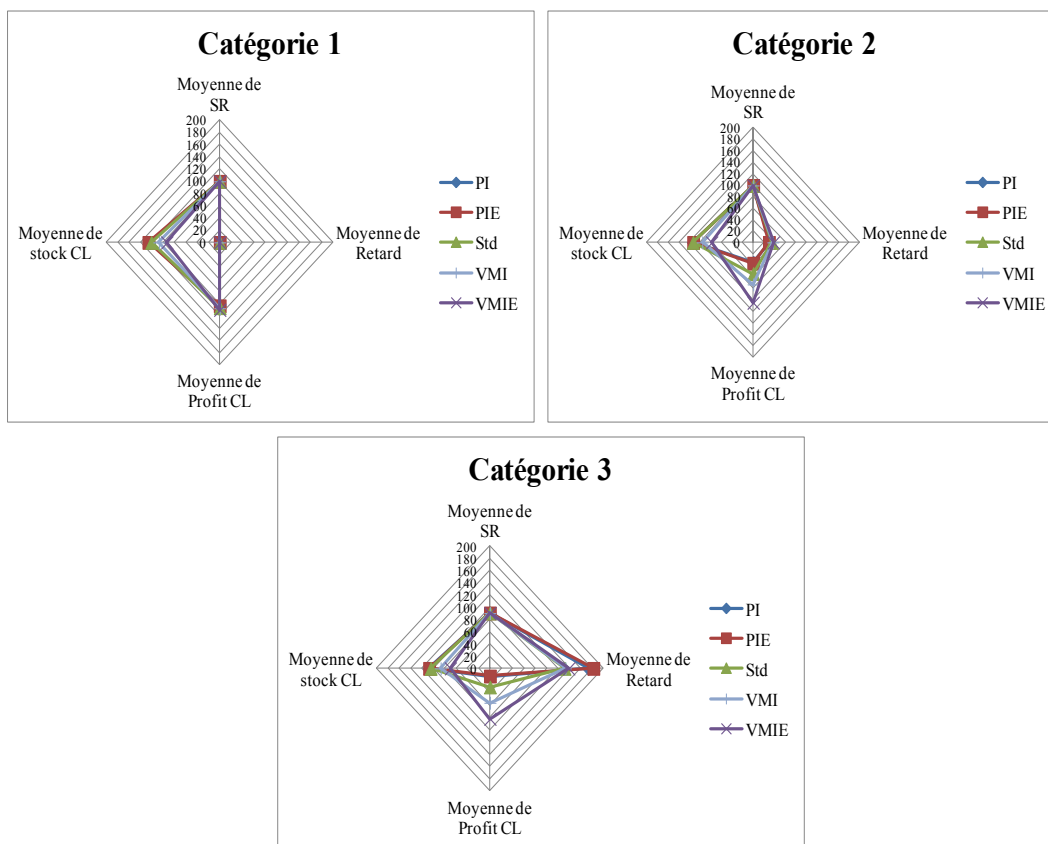 Catégorie 1
Moyenne de
SR
200
180
160
140
120
100
80
60
40
20
0
Moyenne de
stock CL
Moyenne de
Retard
Moyenne de
Profit CL
PI
PIE
Std
VMI
VMIE
Catégorie 2
Moyenne de
SR
200
180
160
140
120
100
80
60
40
20
0
Moyenne de
stock CL
Moyenne de
Retard
Moyenne de
Profit CL
PI
PIE
Std
VMI
VMIE
Catégorie 3
Moyenne de
SR
200
180
160
140
120
100
80
60
40
20
0
Moyenne de
stock CL
Moyenne de
Retard
Moyenne de
Profit CL
PI
PIE
Std
VMI
VMIE